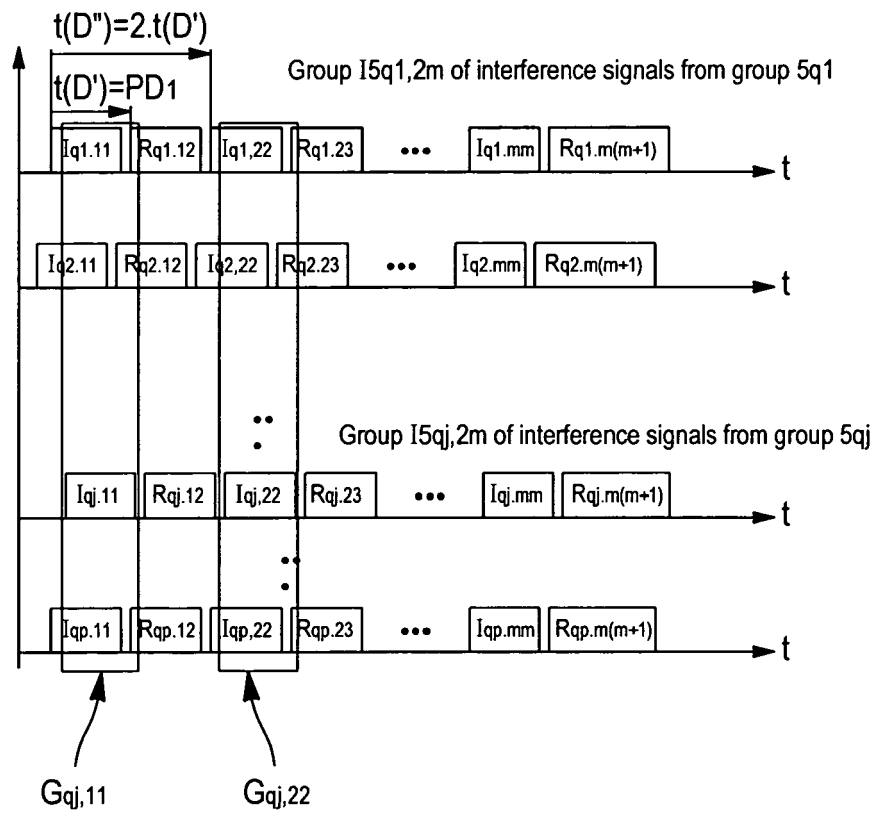 t(D")=2.t(D')
t(D')=PD1
Group I5q1,2m of interference signals from group 5q1
Iq1.11 Rq1.12 Iq1,22 Rq1.23 ••• Iq1.mm Rq1.m(m+1) t
Iq2.11 Rq2.12 Iq2,22 Rq2.23 ••• Iq2.mm Rq2.m(m+1) t
Group I5qj,2m of interference signals from group 5qj
Iqj.11 Rqj.12 Iqj,22 Rqj.23 ••• Iqj.mm Rqj.m(m+1) t
Iqp.11 Rqp.12 Iqp,22 Rqp.23 ••• Iqp.mm Rqp.m(m+1) t
Gqj,11 Gqj,22